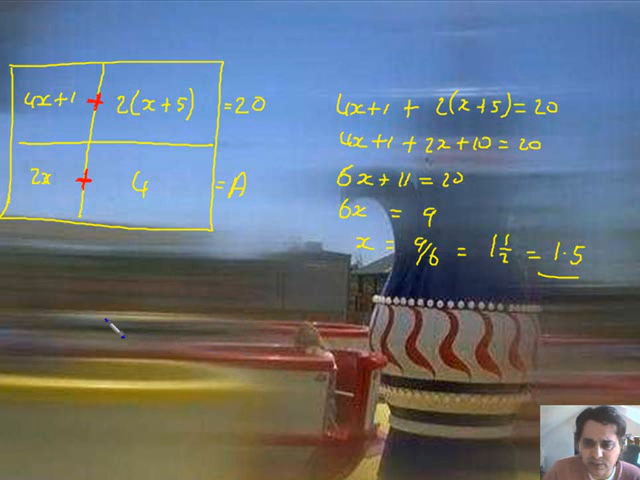 4x+1 + 2(x+5) = 20
2x + 4 = A
4x+1 + 2(x+5) = 20
4x+1 + 2x+10 = 20
6x+11 = 20
6x = 9
x = 9/6 = 1 1/2 = 1.5